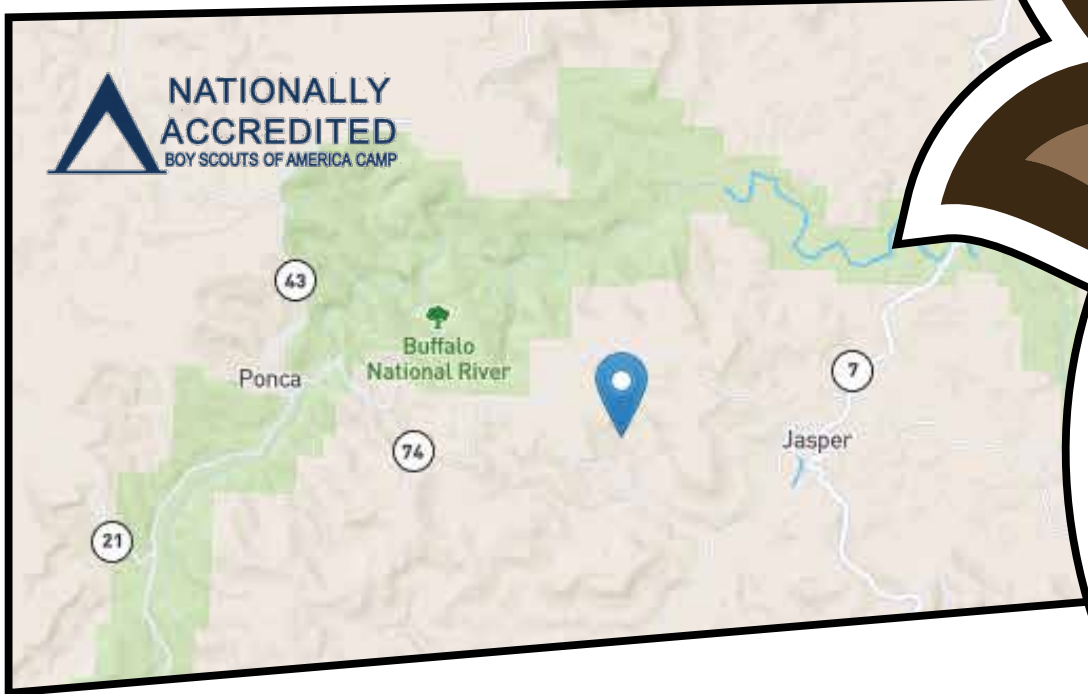 NATIONALLY
ACCREDITED
BOY SCOUTS OF AMERICA CAMP
43
Buffalo
National River
Ponca
7
74
Jasper
21